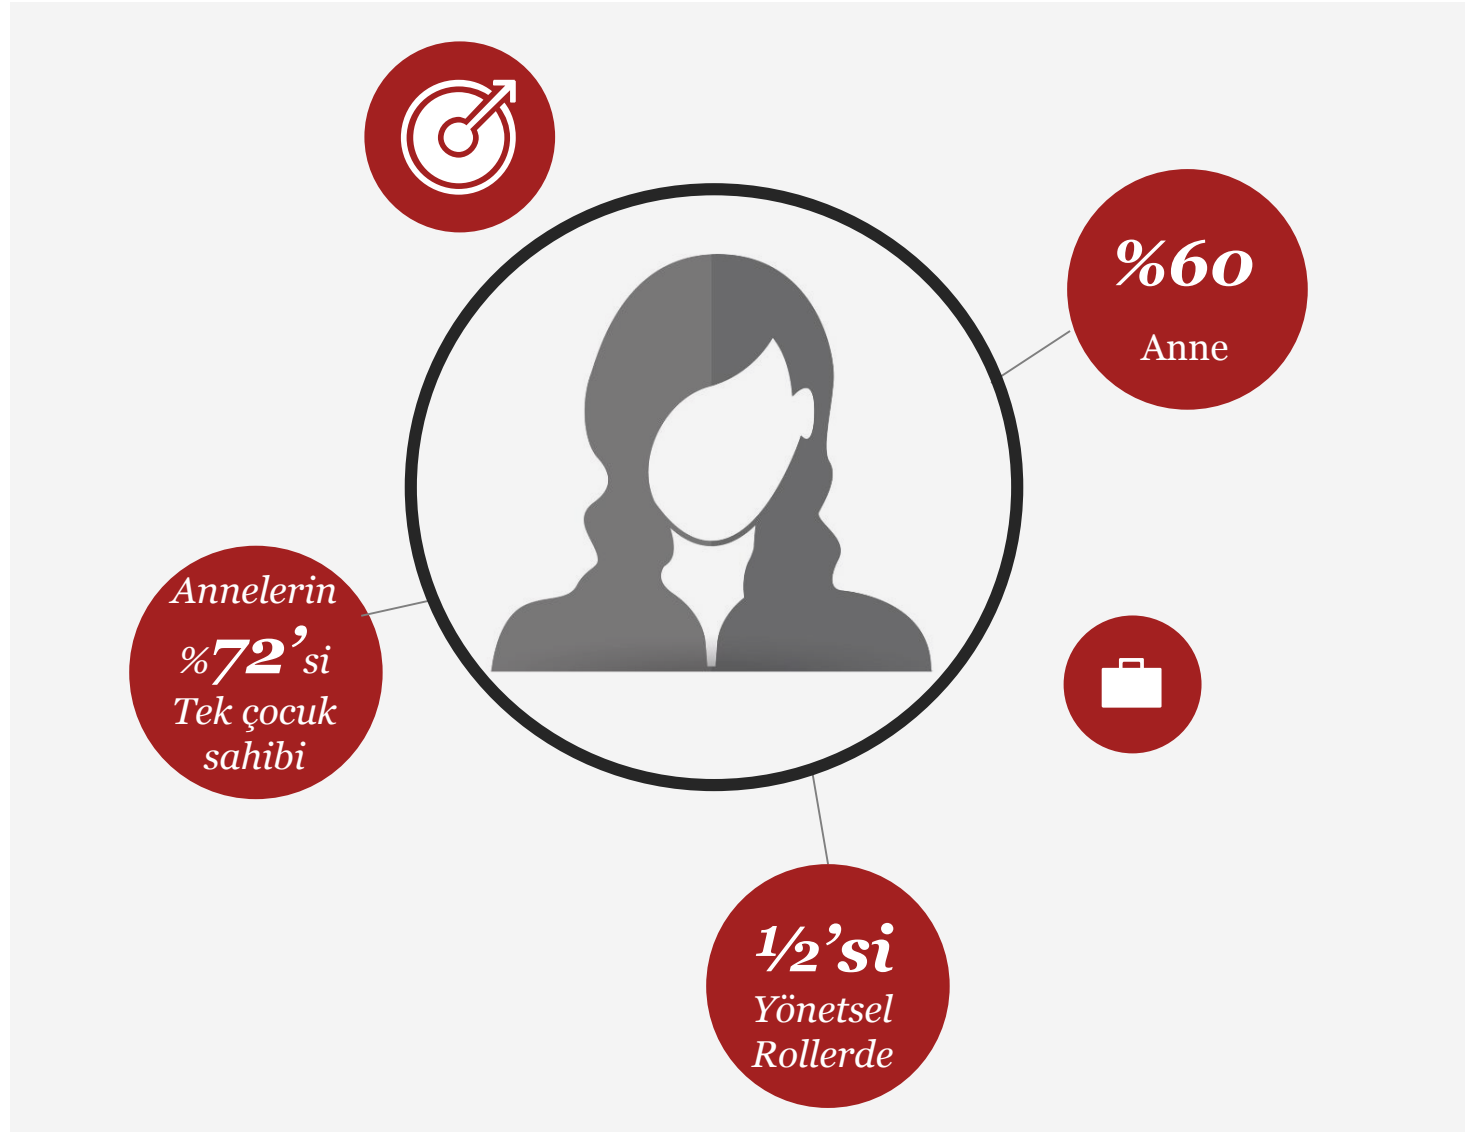 %60
Anne
Annelerin
%72’si
Tek çocuk
sahibi
½’si
Yönetsel
Rollerde